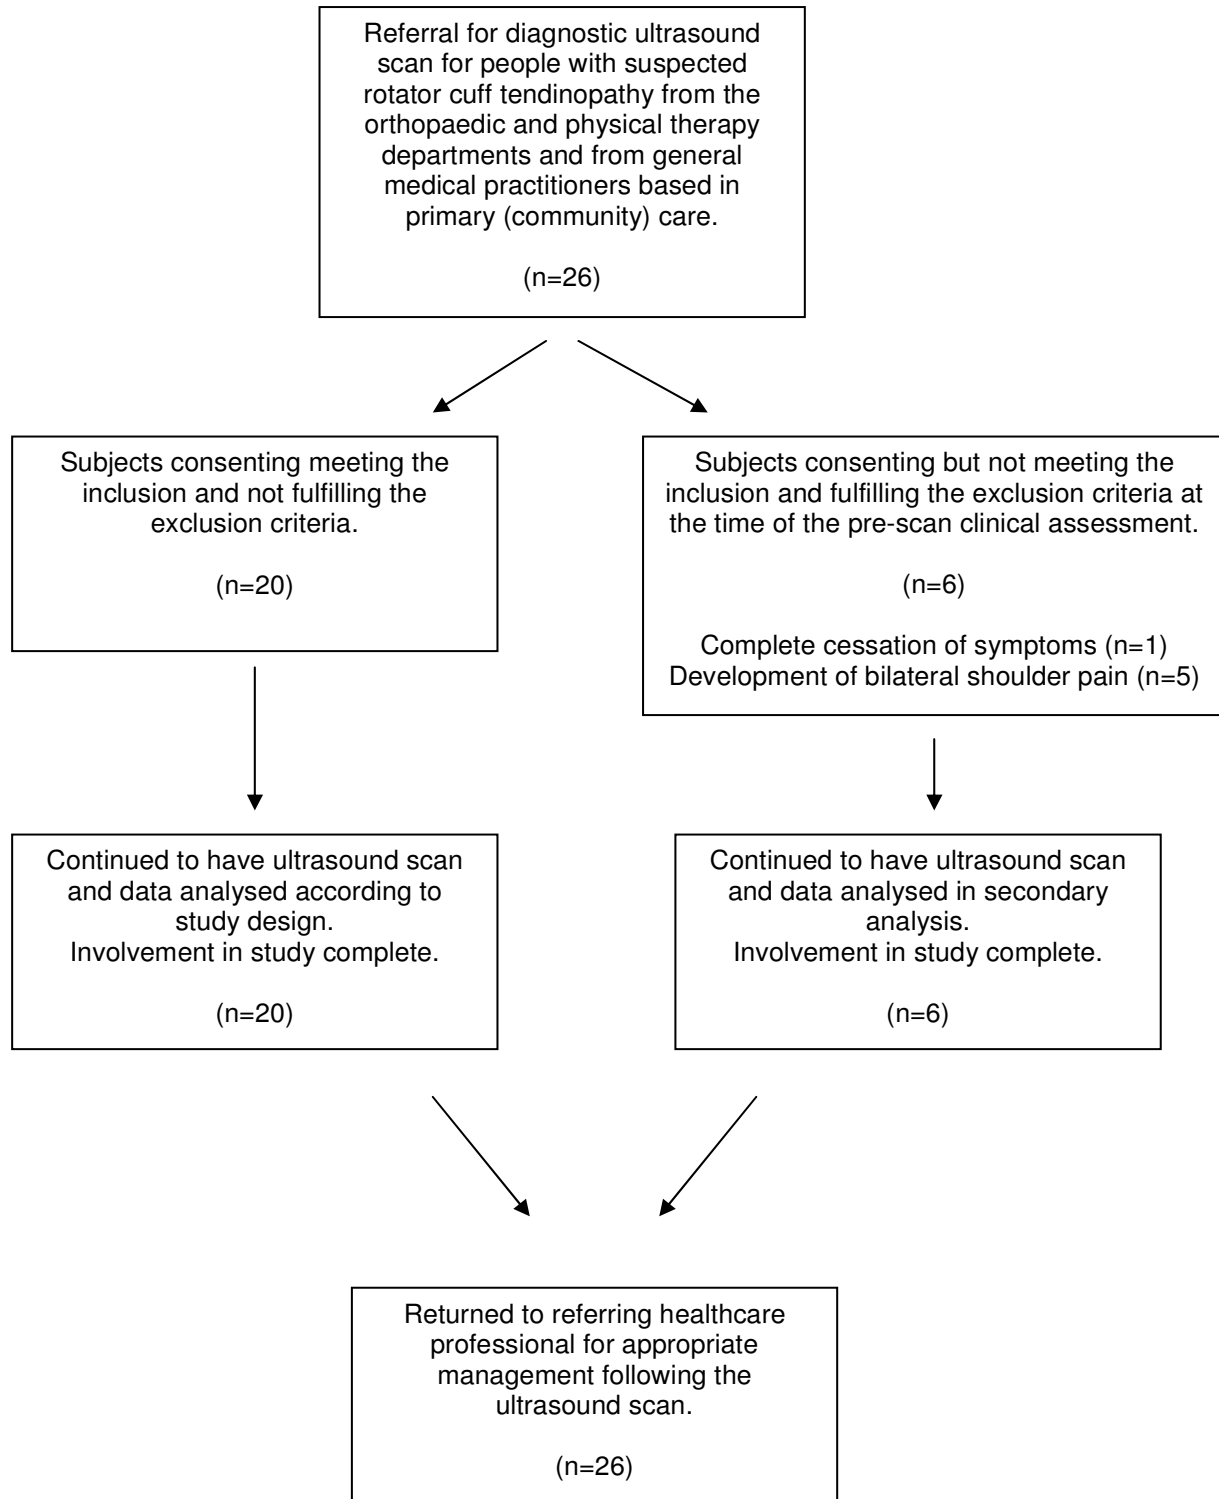 Referral for diagnostic ultrasound
scan for people with suspected
rotator cuff tendinopathy from the
orthopaedic and physical therapy
departments and from general
medical practitioners based in
primary (community) care.
(n=26)
Subjects consenting meeting the
inclusion and not fulfilling the
exclusion criteria.
(n=20)
Subjects consenting but not meeting the
inclusion and fulfilling the exclusion criteria at
the time of the pre-scan clinical assessment.
(n=6)
Complete cessation of symptoms (n=1)
Development of bilateral shoulder pain (n=5)
Continued to have ultrasound scan
and data analysed according to
study design.
Involvement in study complete.
(n=20)
Continued to have ultrasound scan
and data analysed in secondary
analysis.
Involvement in study complete.
(n=6)
Returned to referring healthcare
professional for appropriate
management following the
ultrasound scan.
(n=26)